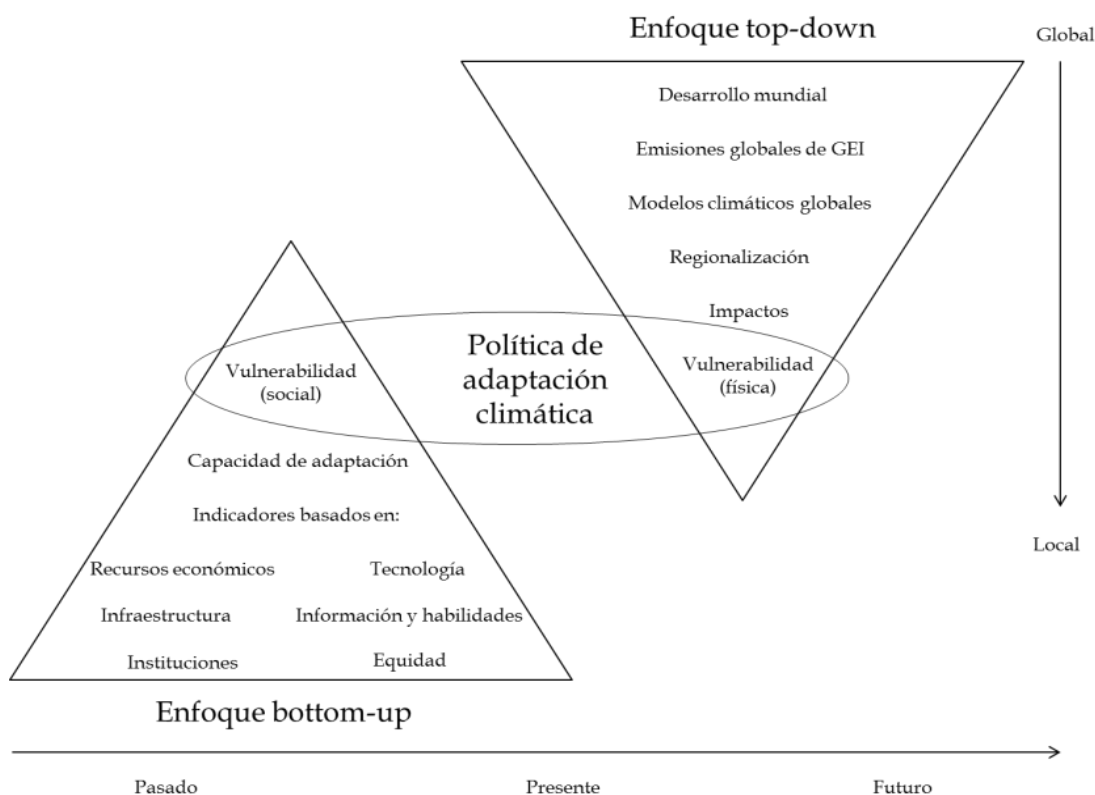 Enfoque top-down
Global
Desarrollo mundial
Emisiones globales de GEI
Modelos climáticos globales
Regionalización
Impactos
Vulnerabilidad
(física)
Política de
adaptación
climática
Vulnerabilidad
(social)
Capacidad de adaptación
Indicadores basados en:
Recursos económicos
Tecnología
Infraestructura
Información y habilidades
Instituciones
Equidad
Enfoque bottom-up
Local
Pasado
Presente
Futuro